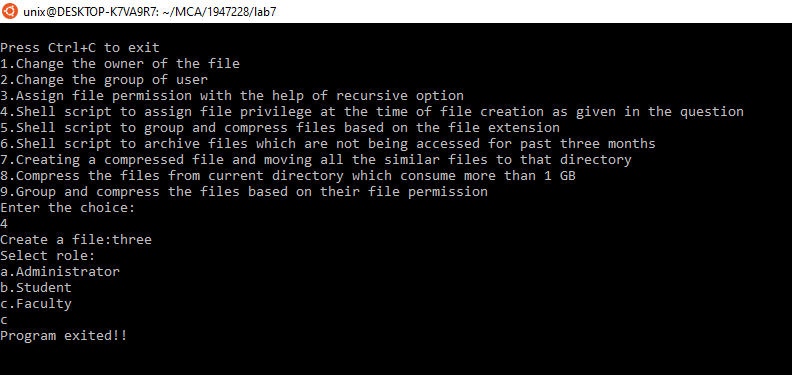 unix@DESKTOP-K7VA9R7: ~/MCA/1947228/lab7
Press Ctrl+C to exit
1.Change the owner of the file
2.Change the group of user
3.Assign file permission with the help of recursive option
4.Shell script to assign file privilege at the time of file creation as given in the question
5.Shell script to group and compress files based on the file extension
6.Shell script to archive files which are not being accessed for past three months
7.Creating a compressed file and moving all the similar files to that directory
8.Compress the files from current directory which consume more than 1 GB
9.Group and compress the files based on their file permission
Enter the choice:
4
Create a file:three
Select role:
a.Administrator
b.Student
c.Faculty
c
Program exited!!